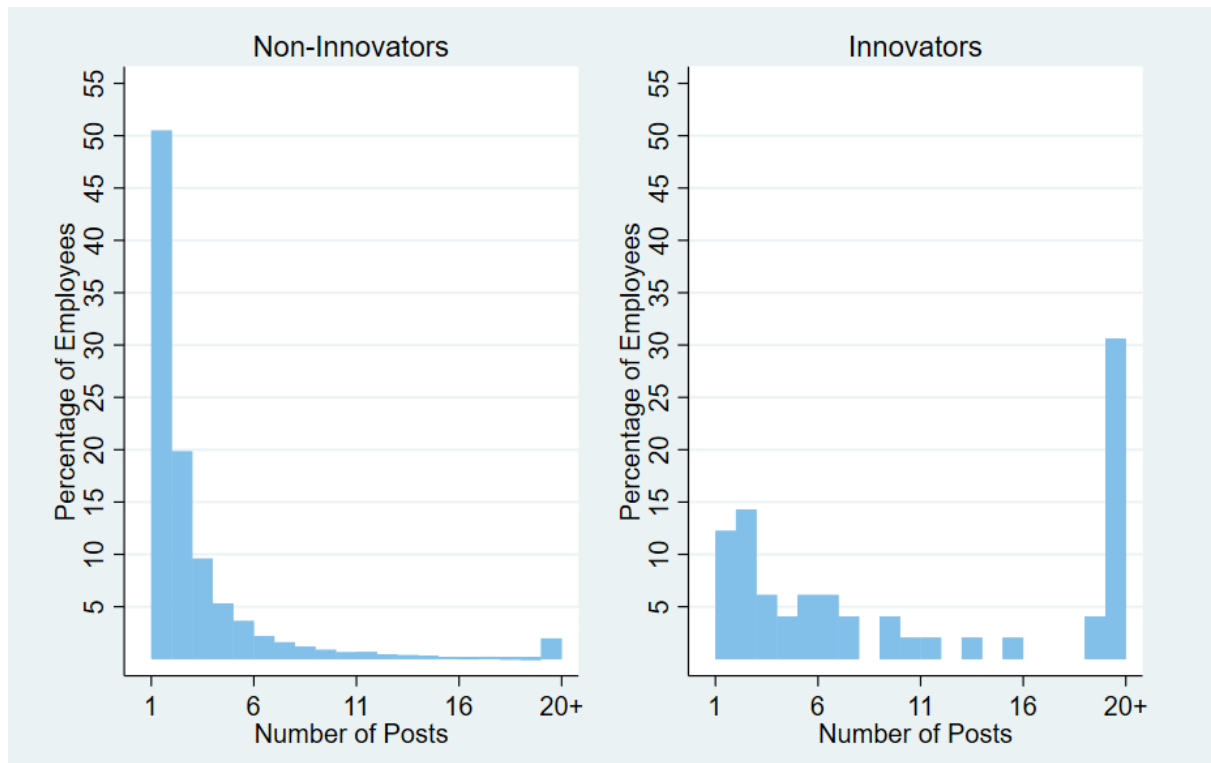 Non-Innovators
Percentage of Employees
55
50
45
40
35
30
25
20
15
10
5
1 6 11 16 20+
Number of Posts
Innovators
Percentage of Employees
55
50
45
40
35
30
25
20
15
10
5
1 6 11 16 20+
Number of Posts